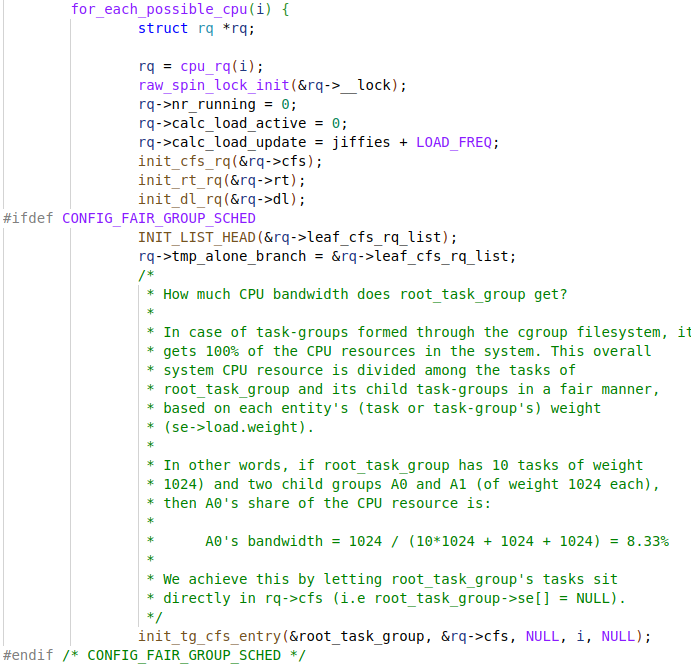 for_each_possible_cpu(i) {
struct rq *rq;
rq = cpu_rq(i);
raw_spin_lock_init(&rq->__lock);
rq->nr_running = 0;
rq->calc_load_active = 0;
rq->calc_load_update = jiffies + LOAD_FREQ;
init_cfs_rq(&rq->cfs);
init_rt_rq(&rq->rt);
init_dl_rq(&rq->dl);
#ifdef CONFIG_FAIR_GROUP_SCHED
INIT_LIST_HEAD(&rq->leaf_cfs_rq_list);
rq->tmp_alone_branch = &rq->leaf_cfs_rq_list;
/*
* How much CPU bandwidth does root_task_group get?
*
* In case of task-groups formed through the cgroup filesystem, it
* gets 100% of the CPU resources in the system. This overall
* system CPU resource is divided among the tasks of
* root_task_group and its child task-groups in a fair manner,
* based on each entity's (task or task-group's) weight
* (se->load.weight).
*
* In other words, if root_task_group has 10 tasks of weight
* 1024) and two child groups A0 and A1 (of weight 1024 each),
* then A0's share of the CPU resource is:
*
* A0's bandwidth = 1024 / (10*1024 + 1024 + 1024) = 8.33%
*
* We achieve this by letting root_task_group's tasks sit
* directly in rq->cfs (i.e root_task_group->se[] = NULL).
*/
init_tg_cfs_entry(&root_task_group, &rq->cfs, NULL, i, NULL);
#endif /* CONFIG_FAIR_GROUP_SCHED */